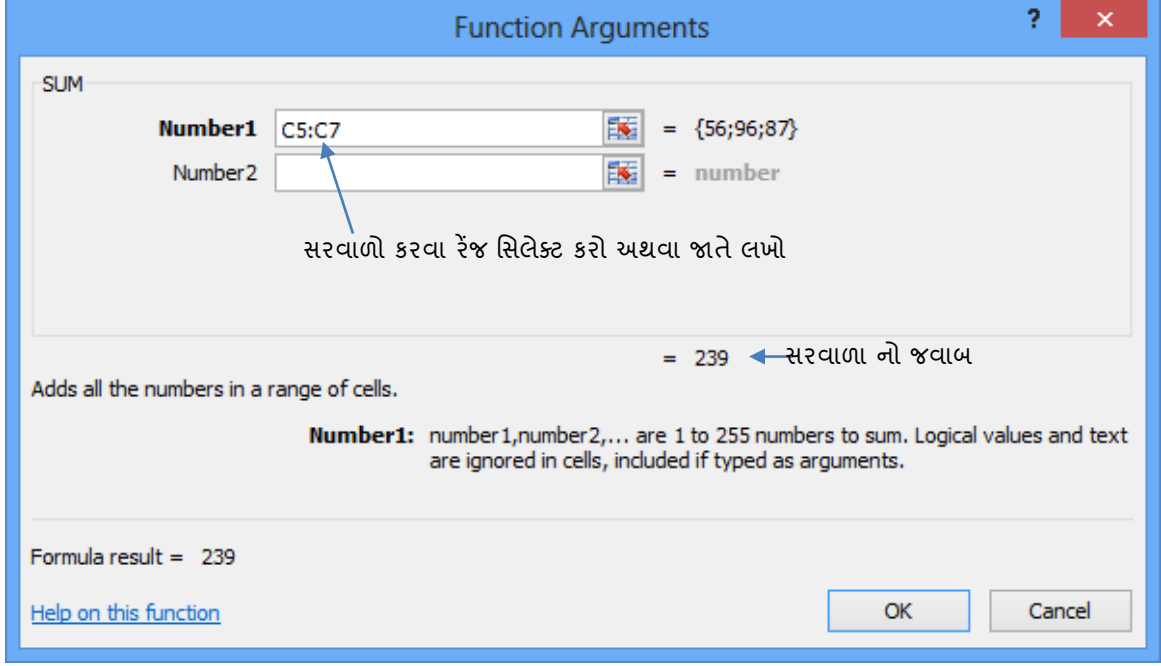 Function Arguments
?
×
SUM
Number1 C5:C7 = {56;96;87}
Number2 = number
સરવાળો કરવા રેંજ સિલેક્ટ કરો અથવા જાતે લખો
= 239 સરવાળા નો જવાબ
Adds all the numbers in a range of cells.
Number1: number1,number2,... are 1 to 255 numbers to sum. Logical values and text
are ignored in cells, included if typed as arguments.
Formula result = 239
Help on this function OK Cancel